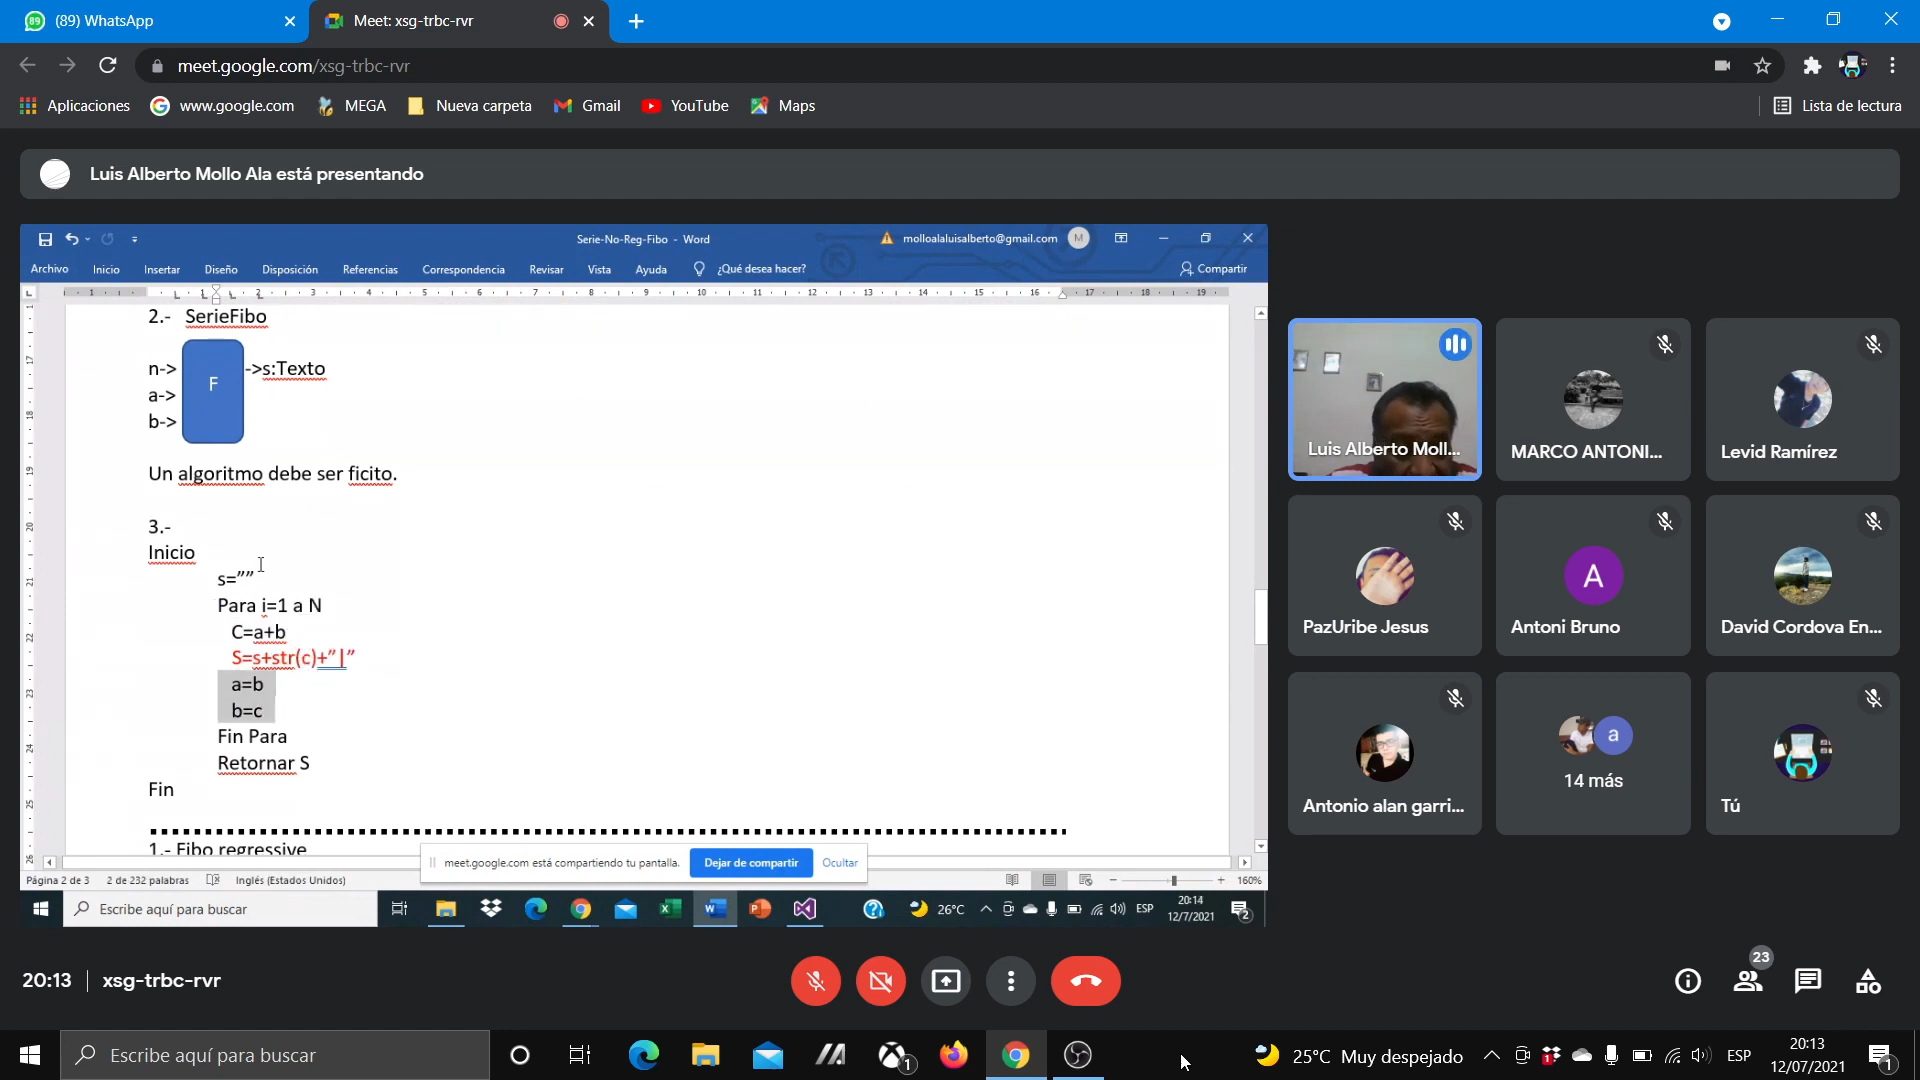 (89) WhatsApp
Meet: xsg-trbc-rvr
meet.google.com/xsg-trbc-rvr
Aplicaciones
www.google.com
MEGA
Nueva carpeta
Gmail
YouTube
Maps
Lista de lectura
Luis Alberto Mollo Ala está presentando
Serie-No-Reg-Fibo - Word
molloalaluisalberto@gmail.com
M
Archivo
Inicio
Insertar
Diseño
Disposición
Referencias
Correspondencia
Revisar
Vista
Ayuda
¿Qué desea hacer?
Compartir
2.- SerieFibo
n->
F
->s:Texto
a->
b->
Un algoritmo debe ser ficito.
3.-
Inicio
s=””
Para i=1 a N
C=a+b
S=s+str(c)+”|”
a=b
b=c
Fin Para
Retornar S
Fin
1.- Fibo regressive
meet.google.com está compartiendo tu pantalla.
Dejar de compartir
Ocultar
Página 2 de 3
2 de 232 palabras
Inglés (Estados Unidos)
160%
Escribe aquí para buscar
26°C
ESP
20:14
12/7/2021
2
Luis Alberto Moll...
MARCO ANTONI...
Levid Ramírez
PazUribe Jesus
A
Antoni Bruno
David Cordova En...
Antonio alan garri...
a
14 más
Tú
20:13
xsg-trbc-rvr
23
Escribe aquí para buscar
1
25°C Muy despejado
1
ESP
20:13
12/07/2021
1